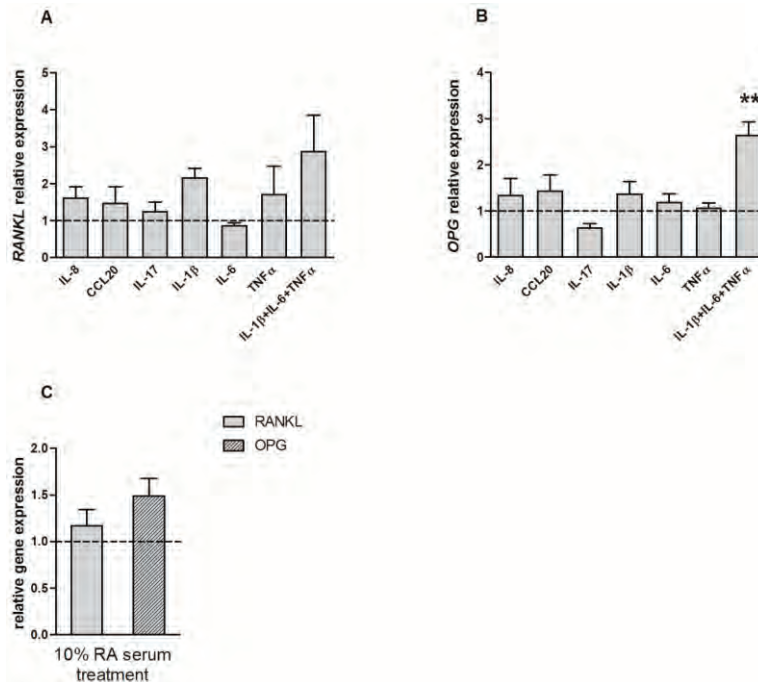 A
RANKL relative expression
5
4
3
2
1
0
IL-8
CCL20
IL-17
IL-1β
IL-6
TNFα
IL-1β+IL-6+TNFα
B
OPG relative expression
4
3
2
1
0
**
IL-8
CCL20
IL-17
IL-1β
IL-6
TNFα
IL-1β+IL-6+TNFα
C
RANKL
OPG
relative gene expression
2.0
1.5
1.0
0.5
0.0
10% RA serum
treatment